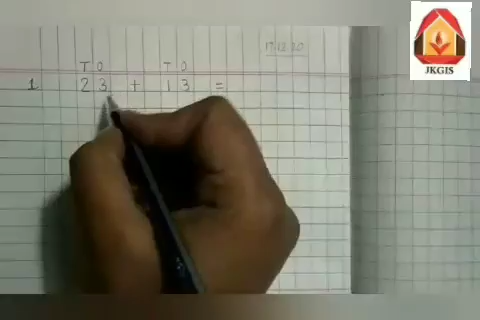 17.12.20
T O T O
1 23 + 13 =
JKGIS